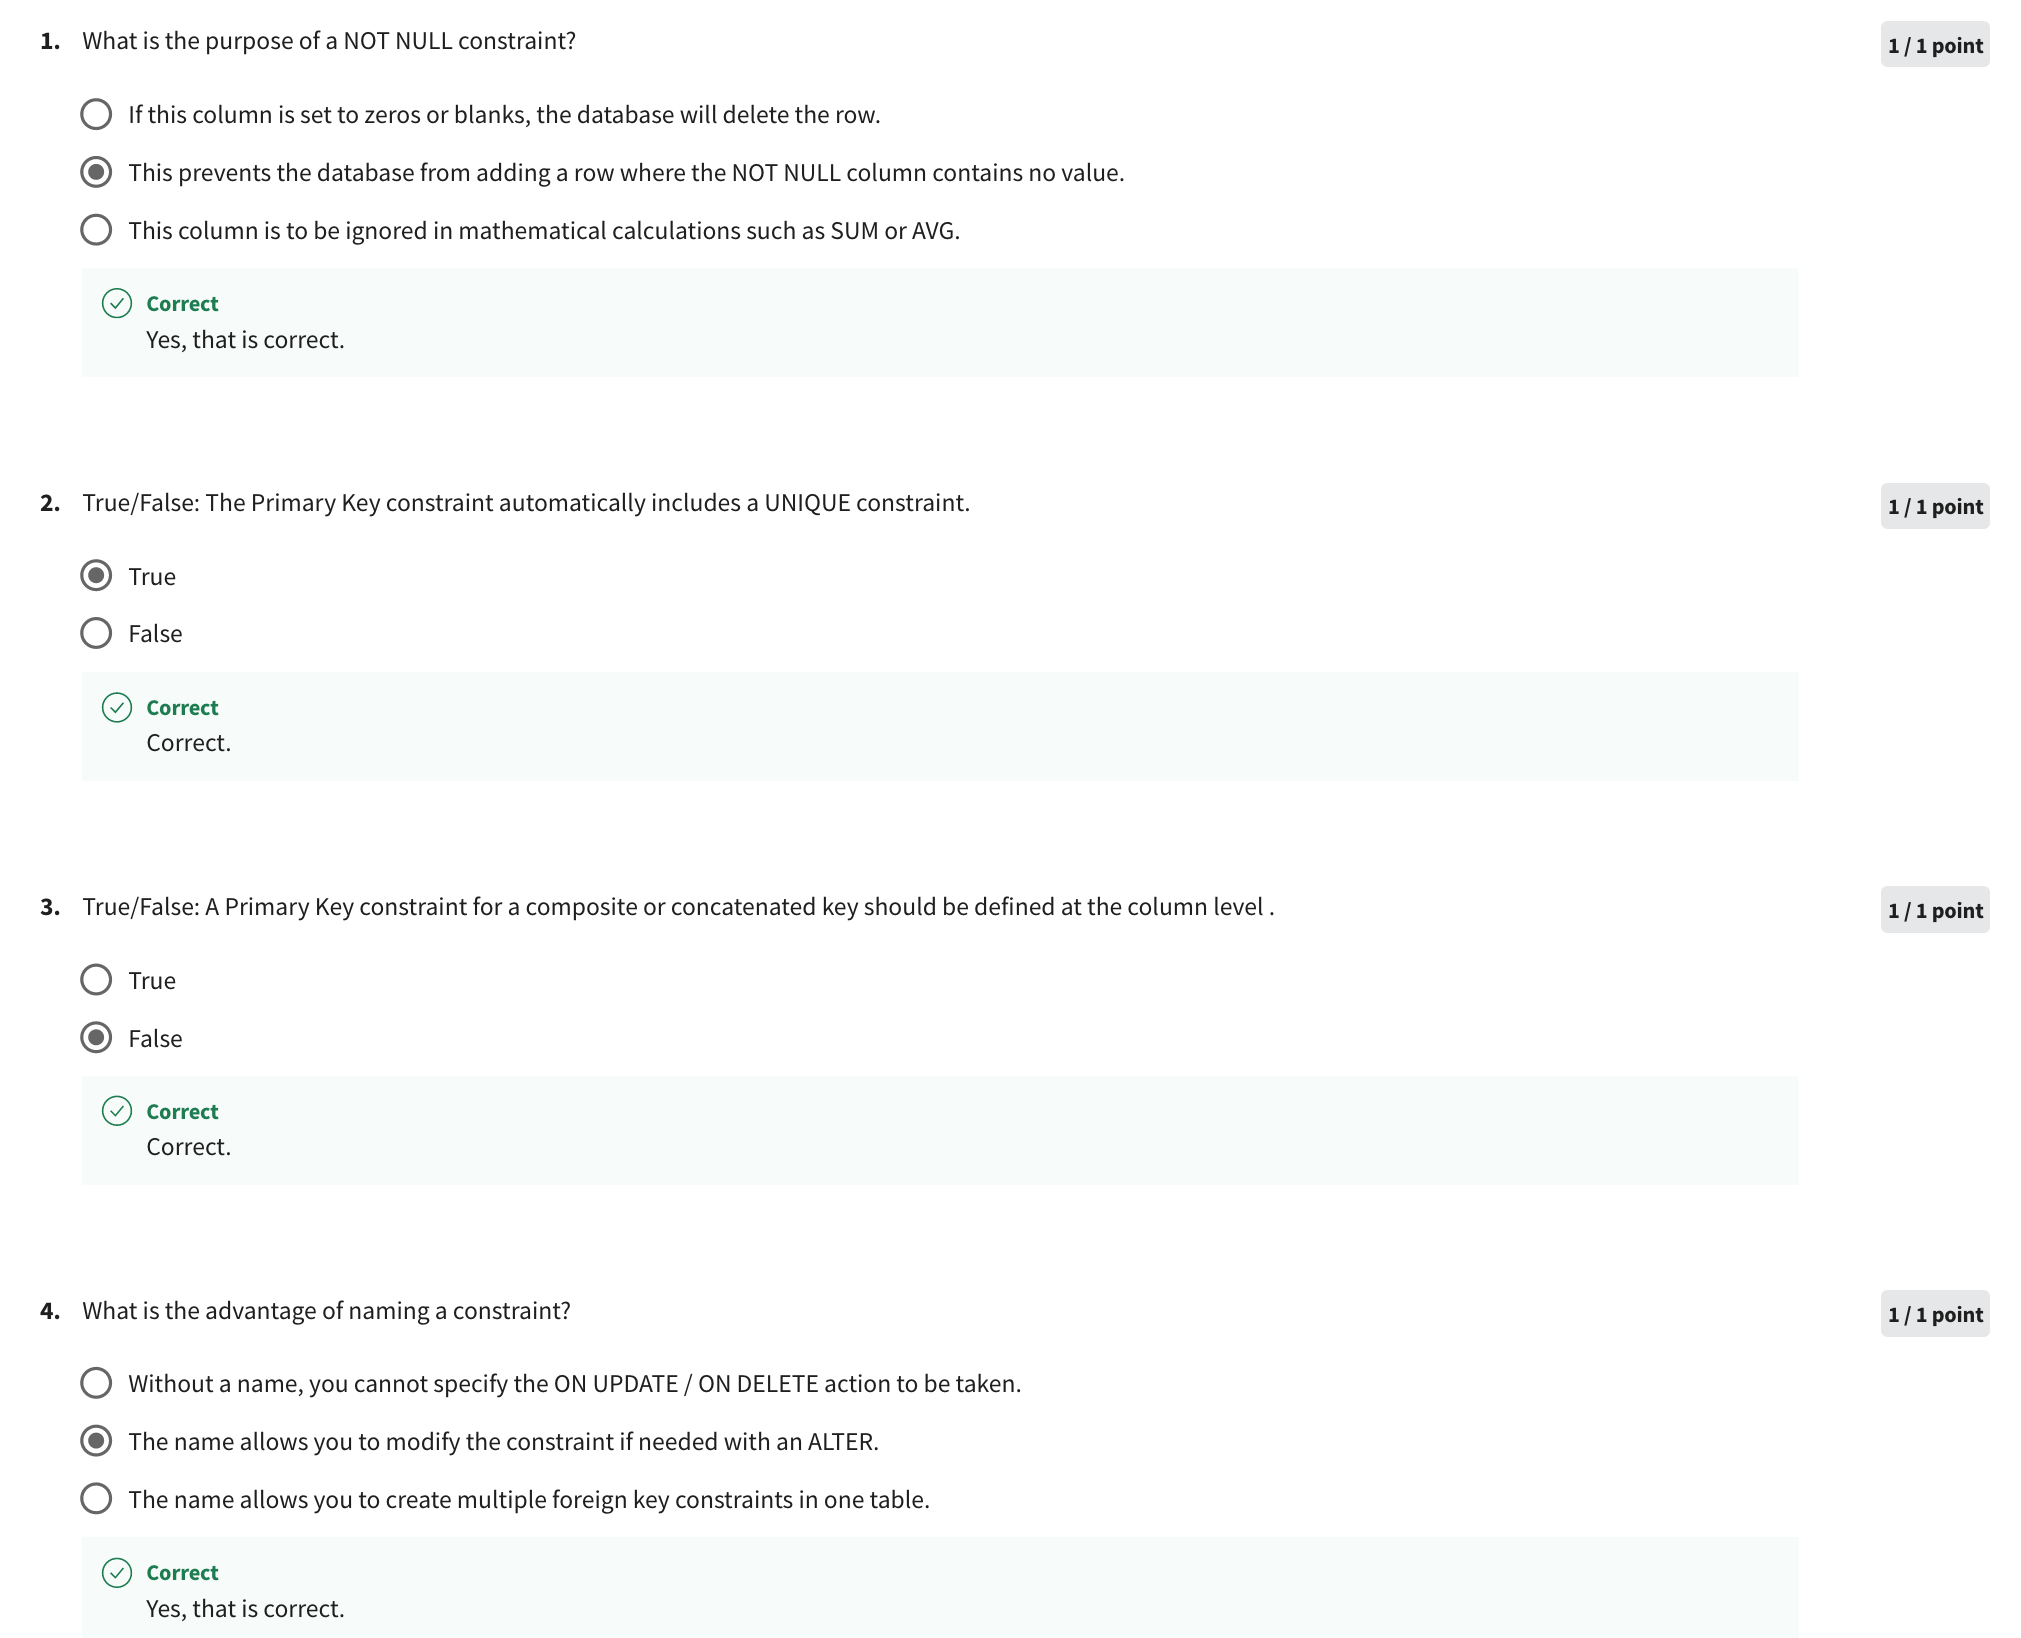 1. What is the purpose of a NOT NULL constraint?
1 / 1 point
If this column is set to zeros or blanks, the database will delete the row.
This prevents the database from adding a row where the NOT NULL column contains no value.
This column is to be ignored in mathematical calculations such as SUM or AVG.
Correct
Yes, that is correct.
2. True/False: The Primary Key constraint automatically includes a UNIQUE constraint.
1 / 1 point
True
False
Correct
Correct.
3. True/False: A Primary Key constraint for a composite or concatenated key should be defined at the column level .
1 / 1 point
True
False
Correct
Correct.
4. What is the advantage of naming a constraint?
1 / 1 point
Without a name, you cannot specify the ON UPDATE / ON DELETE action to be taken.
The name allows you to modify the constraint if needed with an ALTER.
The name allows you to create multiple foreign key constraints in one table.
Correct
Yes, that is correct.